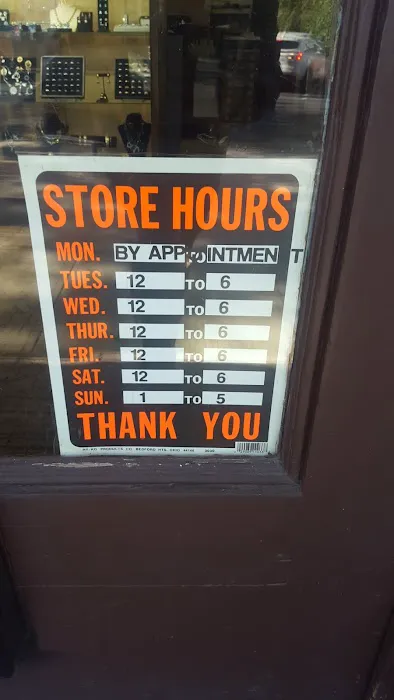 STORE HOURS
MON. BY APPTOINTMENT
TUES. 12 TO 6
WED. 12 TO 6
THUR. 12 TO 6
FRI. 12 TO 6
SAT. 12 TO 6
SUN. 1 TO 5
THANK YOU